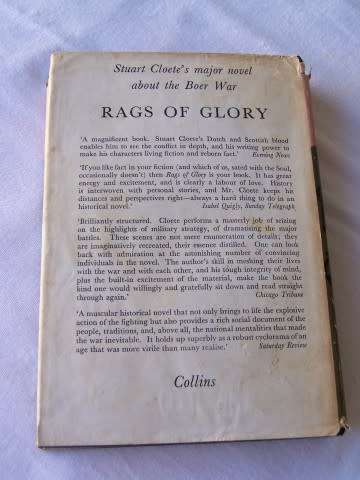 Stuart Cloete's major novel
about the Boer War
RAGS OF GLORY
'A magnificent book. Stuart Cloete's Dutch and Scottish blood
enables him to see the conflict in depth, and his writing power to
make his characters living fiction and reborn fact.' Evening News
'If you like fact in your fiction (and which of us, sated with the Soul,
occasionally doesn't) then Rags of Glory is your book. It has great
energy and excitement, and is clearly a labour of love. History
is interwoven with personal stories, and Mr. Cloete keeps his
distances and perspectives right—always a hard thing to do in an
historical novel.' Isabel Quigly, Sunday Telegraph
'Brilliantly structured. Cloete performs a masterly job of seizing
on the highlights of military strategy, of dramatising the major
battles. These scenes are not mere enumeration of details; they
are imaginatively recreated, their essence distilled. One can look
back with admiration at the astonishing number of convincing
individuals in the novel. The author's skill in meshing their lives
with the war and with each other, and his tough integrity of mind,
plus the built-in excitement of the material, make the book the
kind one would willingly and gratefully sit down and read straight
through again.' Chicago Tribune
'A muscular historical novel that not only brings to life the explosive
action of the fighting but also provides a rich social document of the
people, traditions, and, above all, the national mentalities that made
the war inevitable. It holds up superbly as a robust cyclorama of an
age that was more virile than many realise.' Saturday Review
Collins